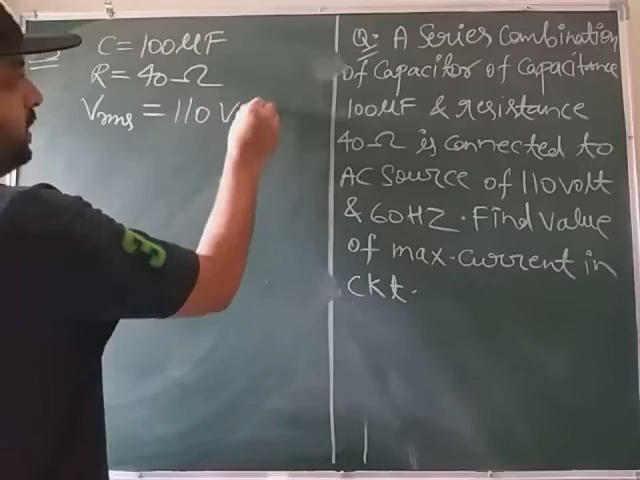 C = 100μF
R = 40Ω
Vrms = 110 V
Q:- A Series Combination
of Capacitor of Capacitance
100μF & resistance
40Ω is connected to
AC Source of 110 volt
& 60HZ. Find value
of max. current in
Ckt.